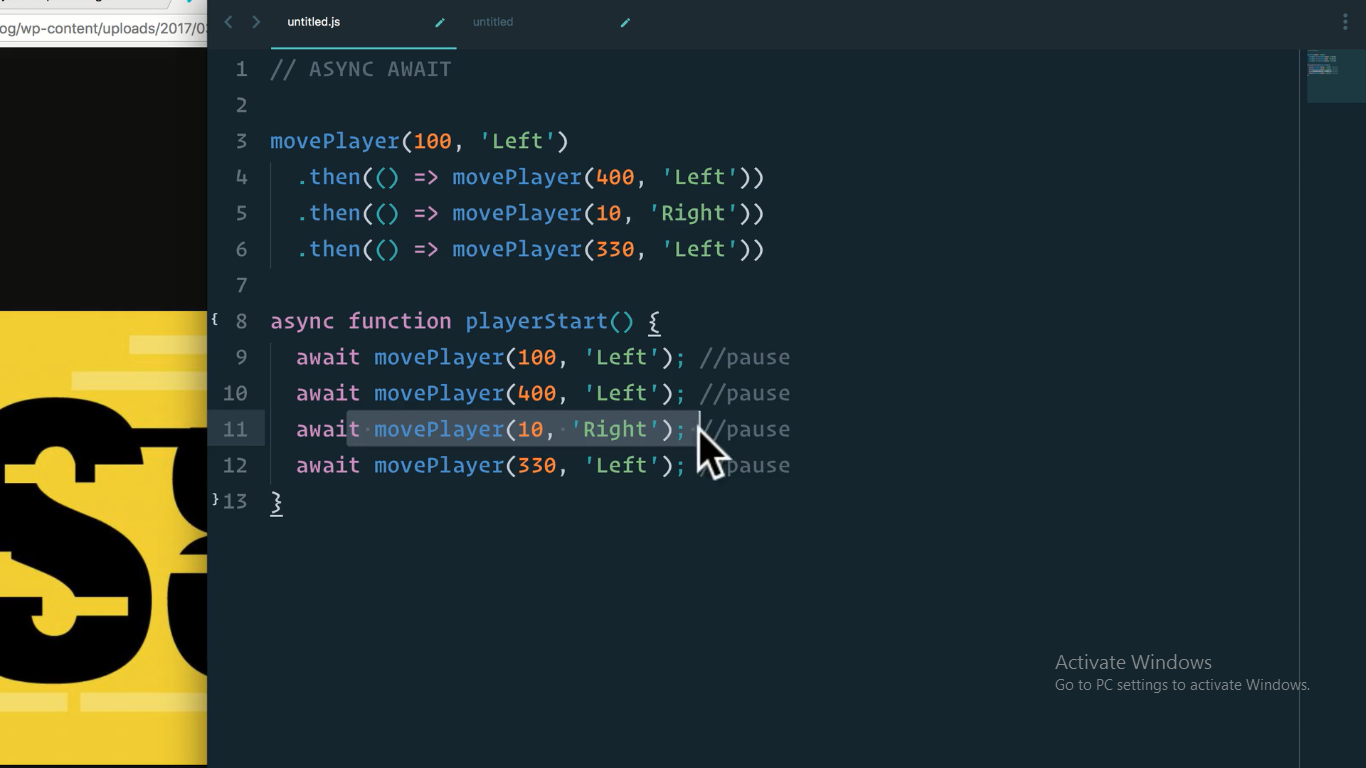 og/wp-content/uploads/2017/03
untitled.js
untitled
1 // ASYNC AWAIT
2
3 movePlayer(100, 'Left')
4 .then(() => movePlayer(400, 'Left'))
5 .then(() => movePlayer(10, 'Right'))
6 .then(() => movePlayer(330, 'Left'))
7
{ 8 async function playerStart() {
9 await movePlayer(100, 'Left'); //pause
10 await movePlayer(400, 'Left'); //pause
11 await movePlayer(10, 'Right'); //pause
12 await movePlayer(330, 'Left'); //pause
} 13 }
Activate Windows
Go to PC settings to activate Windows.